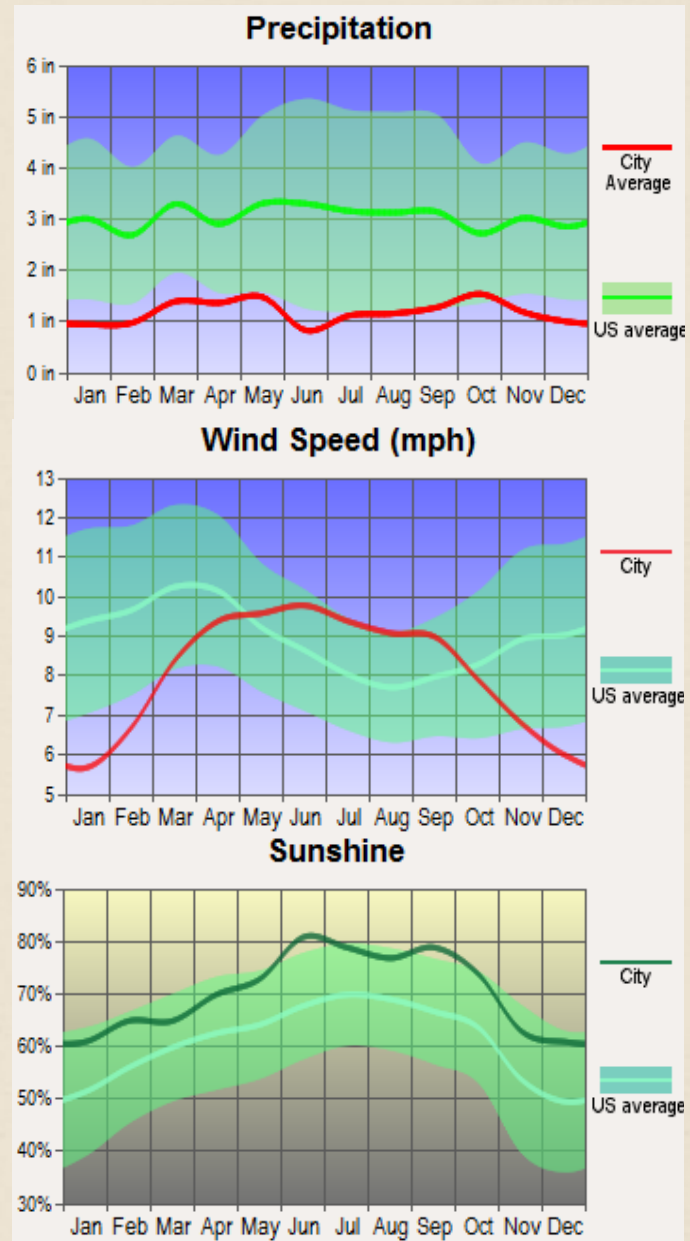 Precipitation
6 in
5 in
4 in
3 in
2 in
1 in
0 in
Jan Feb Mar Apr May Jun Jul Aug Sep Oct Nov Dec
City
Average
US average
Wind Speed (mph)
13
12
11
10
9
8
7
6
5
Jan Feb Mar Apr May Jun Jul Aug Sep Oct Nov Dec
City
US average
Sunshine
90%
80%
70%
60%
50%
40%
30%
Jan Feb Mar Apr May Jun Jul Aug Sep Oct Nov Dec
City
US average